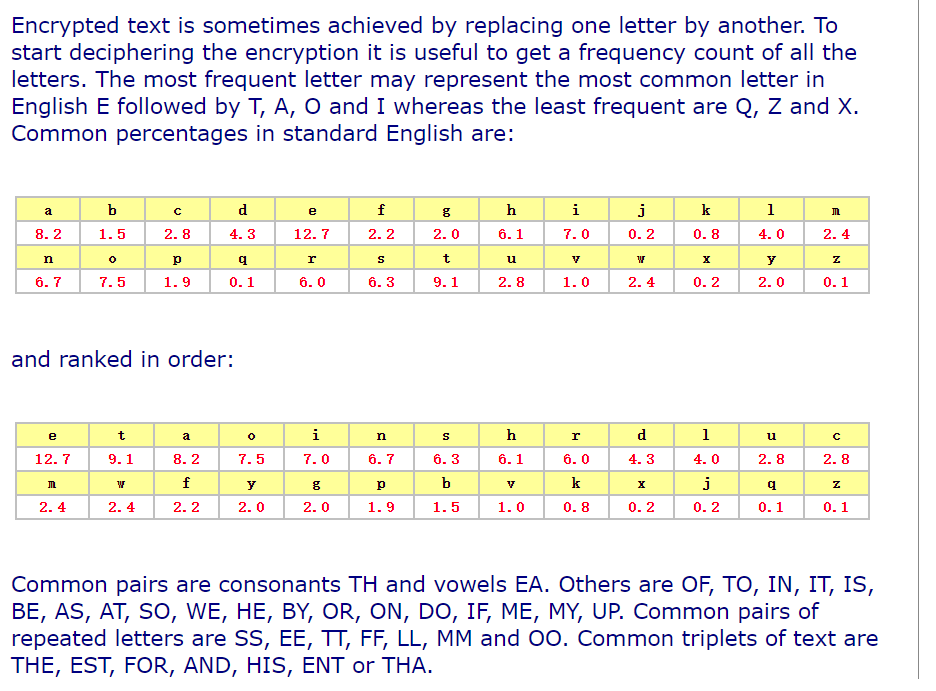 Encrypted text is sometimes achieved by replacing one letter by another. To
start deciphering the encryption it is useful to get a frequency count of all the
letters. The most frequent letter may represent the most common letter in
English E followed by T, A, O and I whereas the least frequent are Q, Z and X.
Common percentages in standard English are:
a b c d e f g h i j k l m
8.2 1.5 2.8 4.3 12.7 2.2 2.0 6.1 7.0 0.2 0.8 4.0 2.4
n o p q r s t u v w x y z
6.7 7.5 1.9 0.1 6.0 6.3 9.1 2.8 1.0 2.4 0.2 2.0 0.1
and ranked in order:
e t a o i n s h r d l u c
12.7 9.1 8.2 7.5 7.0 6.7 6.3 6.1 6.0 4.3 4.0 2.8 2.8
m w f y g p b v k x j q z
2.4 2.4 2.2 2.0 2.0 1.9 1.5 1.0 0.8 0.2 0.2 0.1 0.1
Common pairs are consonants TH and vowels EA. Others are OF, TO, IN, IT, IS,
BE, AS, AT, SO, WE, HE, BY, OR, ON, DO, IF, ME, MY, UP. Common pairs of
repeated letters are SS, EE, TT, FF, LL, MM and OO. Common triplets of text are
THE, EST, FOR, AND, HIS, ENT or THA.